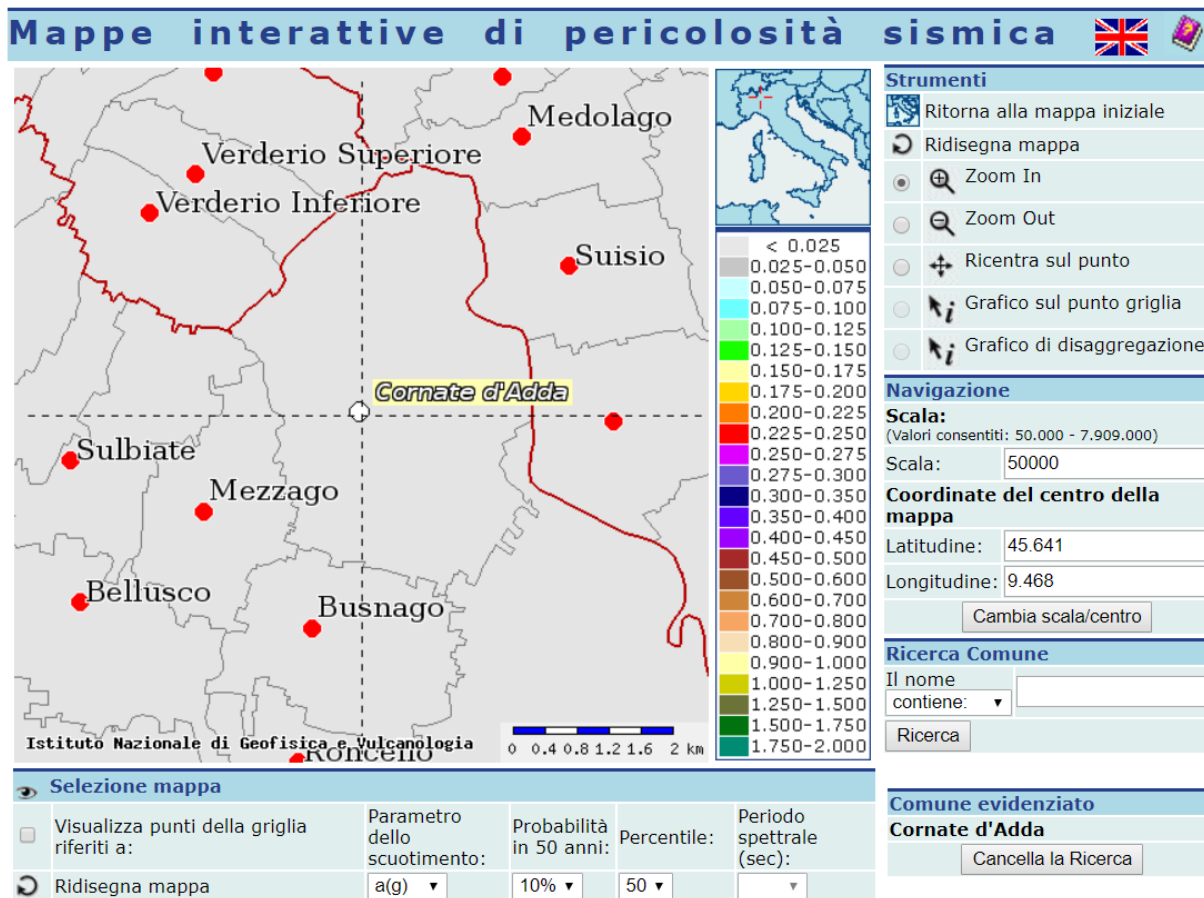 Mappe interattive di pericolosità sismica
Medolago
Verderio Superiore
Verderio Inferiore
Suisio
Cornate d'Adda
Sulbiate
Mezzago
Bellusco
Busnago
Roncello
Istituto Nazionale di Geofisica e Vulcanologia
0 0.4 0.8 1.2 1.6 2 km
< 0.025
0.025-0.050
0.050-0.075
0.075-0.100
0.100-0.125
0.125-0.150
0.150-0.175
0.175-0.200
0.200-0.225
0.225-0.250
0.250-0.275
0.275-0.300
0.300-0.350
0.350-0.400
0.400-0.450
0.450-0.500
0.500-0.600
0.600-0.700
0.700-0.800
0.800-0.900
0.900-1.000
1.000-1.250
1.250-1.500
1.500-1.750
1.750-2.000
Strumenti
Ritorna alla mappa iniziale
Ridisegna mappa
Zoom In
Zoom Out
Ricentra sul punto
Grafico sul punto griglia
Grafico di disaggregazione
Navigazione
Scala:
(Valori consentiti: 50.000 - 7.909.000)
Scala: 50000
Coordinate del centro della
mappa
Latitudine: 45.641
Longitudine: 9.468
Cambia scala/centro
Ricerca Comune
Il nome
contiene:
Ricerca
Selezione mappa
Visualizza punti della griglia
riferiti a:
Parametro
dello
scuotimento:
Probabilità
in 50 anni:
Percentile:
Periodo
spettrale
(sec):
Ridisegna mappa
a(g)
10%
50
Comune evidenziato
Cornate d'Adda
Cancella la Ricerca